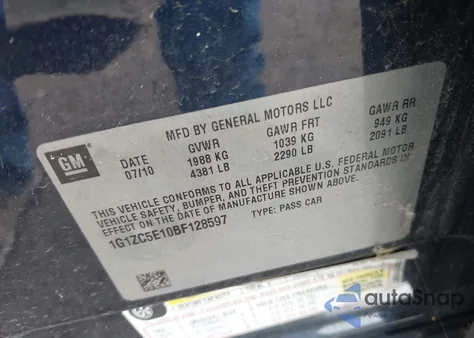 MFD BY GENERAL MOTORS LLC
GM
DATE GVWR GAWR FRT GAWR RR
07/10 1988 KG 1039 KG 949 KG
4381 LB 2290 LB 2091 LB
THIS VEHICLE CONFORMS TO ALL APPLICABLE U.S. FEDERAL MOTOR
VEHICLE SAFETY, BUMPER, AND THEFT PREVENTION STANDARDS IN
EFFECT ON THE DATE OF MANUFACTURE SHOWN ABOVE.
1G1ZC5E10BF128597 TYPE: PASS CAR
autoSnap